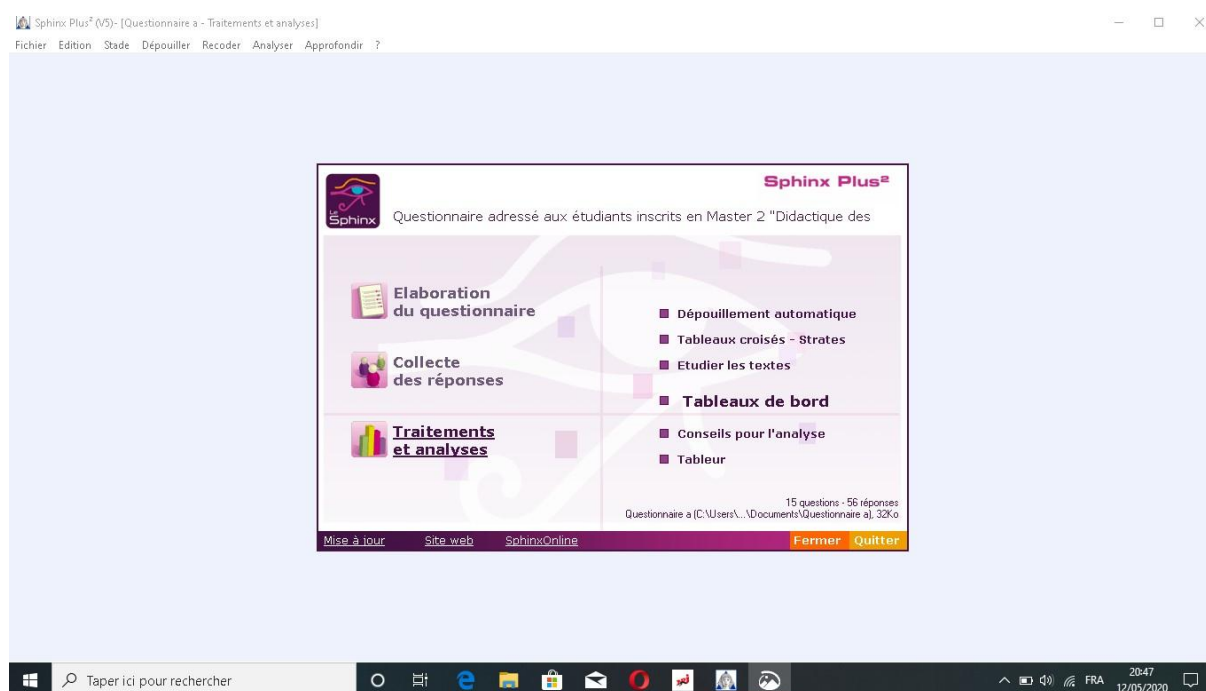 Sphinx Plus² (V5)- [Questionnaire a - Traitements et analyses]
Fichier Edition Stade Dépouiller Recoder Analyser Approfondir ?
Sphinx Plus²
Le Sphinx
Questionnaire adressé aux étudiants inscrits en Master 2 "Didactique des
Elaboration
du questionnaire
Collecte
des réponses
Traitements
et analyses
Dépouillement automatique
Tableaux croisés - Strates
Etudier les textes
Tableaux de bord
Conseils pour l'analyse
Tableur
15 questions - 56 réponses
Questionnaire a (C:\Users\...\Documents\Questionnaire a), 32Ko
Mise à jour Site web SphinxOnline Fermer Quitter
Taper ici pour rechercher
FRA
20:47
12/05/2020